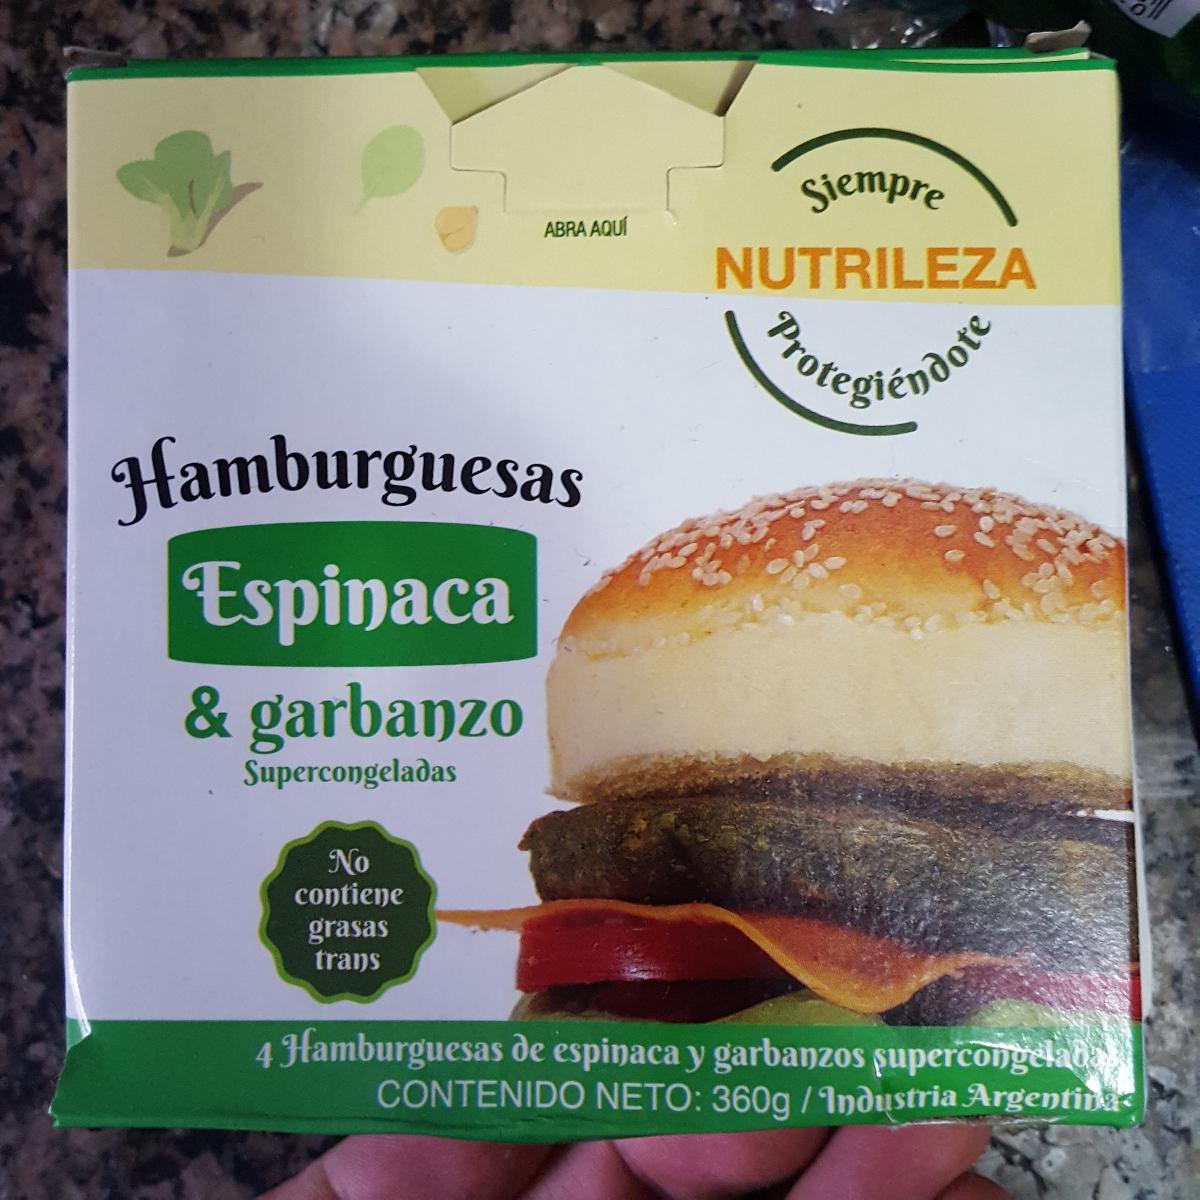 ABRA AQUÍ
Siempre
NUTRILEZA
Protegiéndote
Hamburguesas
Espinaca
& garbanzo
Supercongeladas
No
contiene
grasas
trans
4 Hamburguesas de espinaca y garbanzos supercongeladas
CONTENIDO NETO: 360g / Industria Argentina